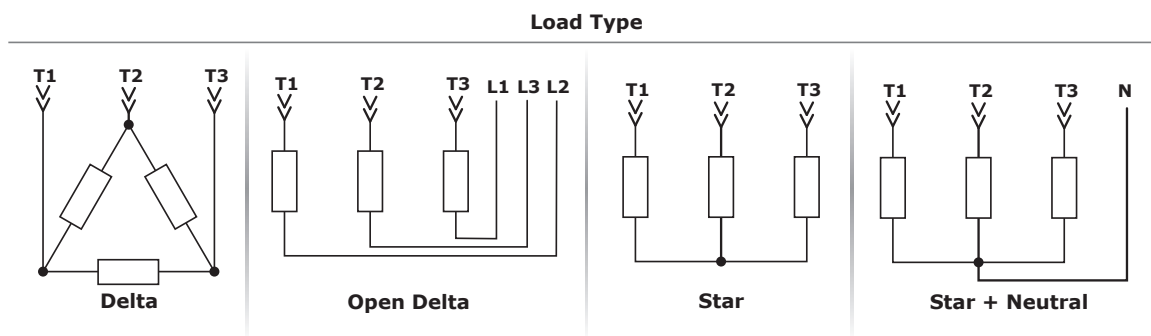 Load Type
T1 T2 T3
Delta
T1 T2 T3 L1 L3 L2
Open Delta
T1 T2 T3
Star
T1 T2 T3 N
Star + Neutral